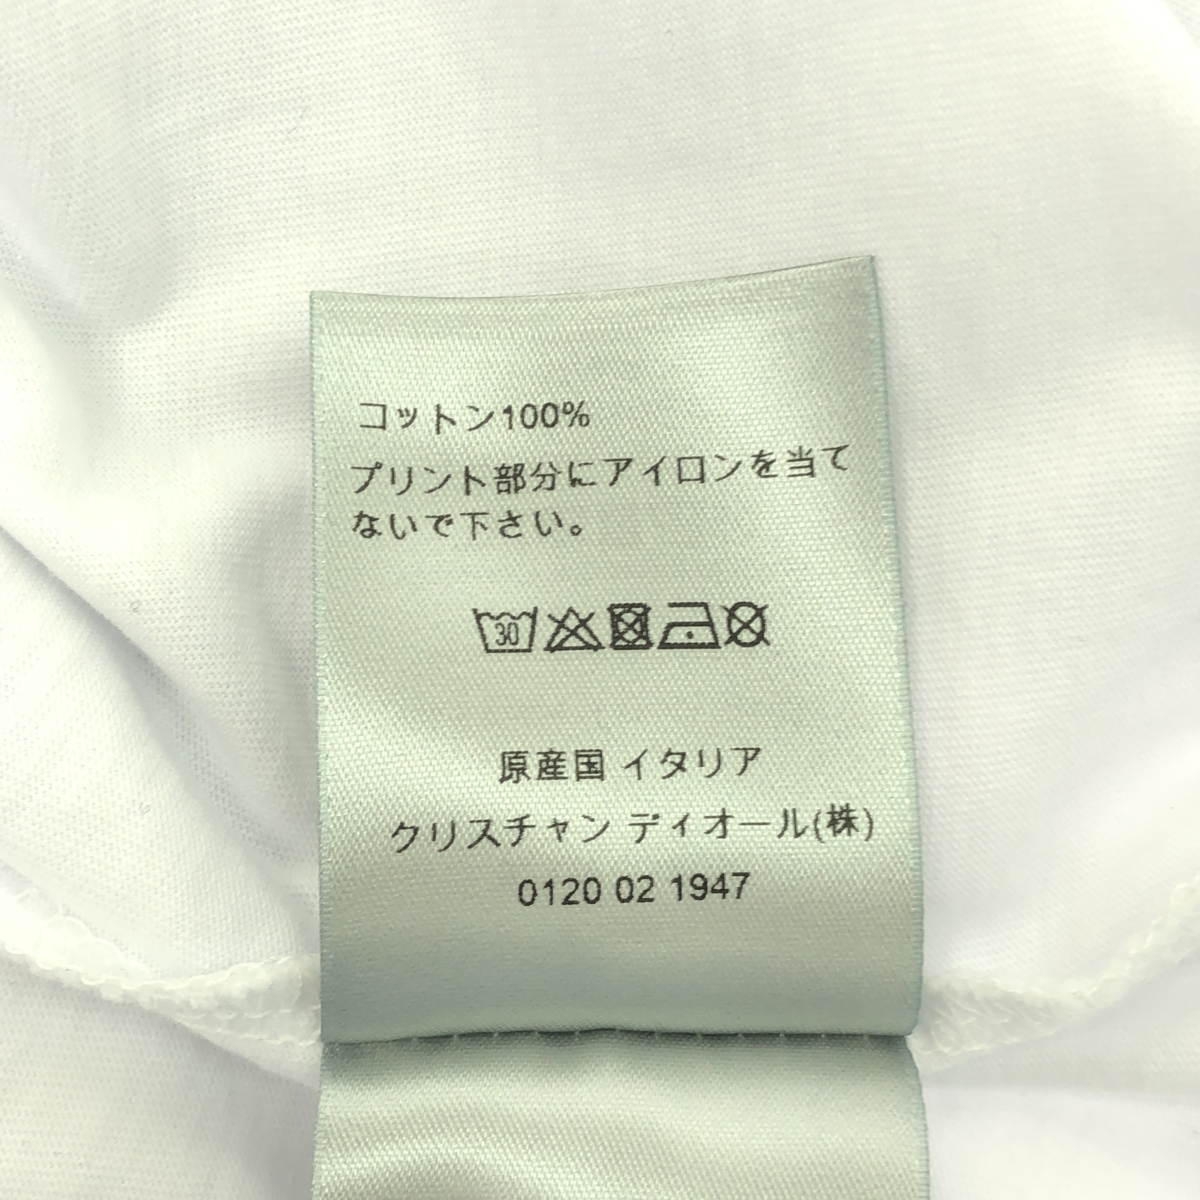 コットン100%
プリント部分にアイロンを当て
ないで下さい。
30
原産国 イタリア
クリスチャン ディオール(株)
0120 02 1947